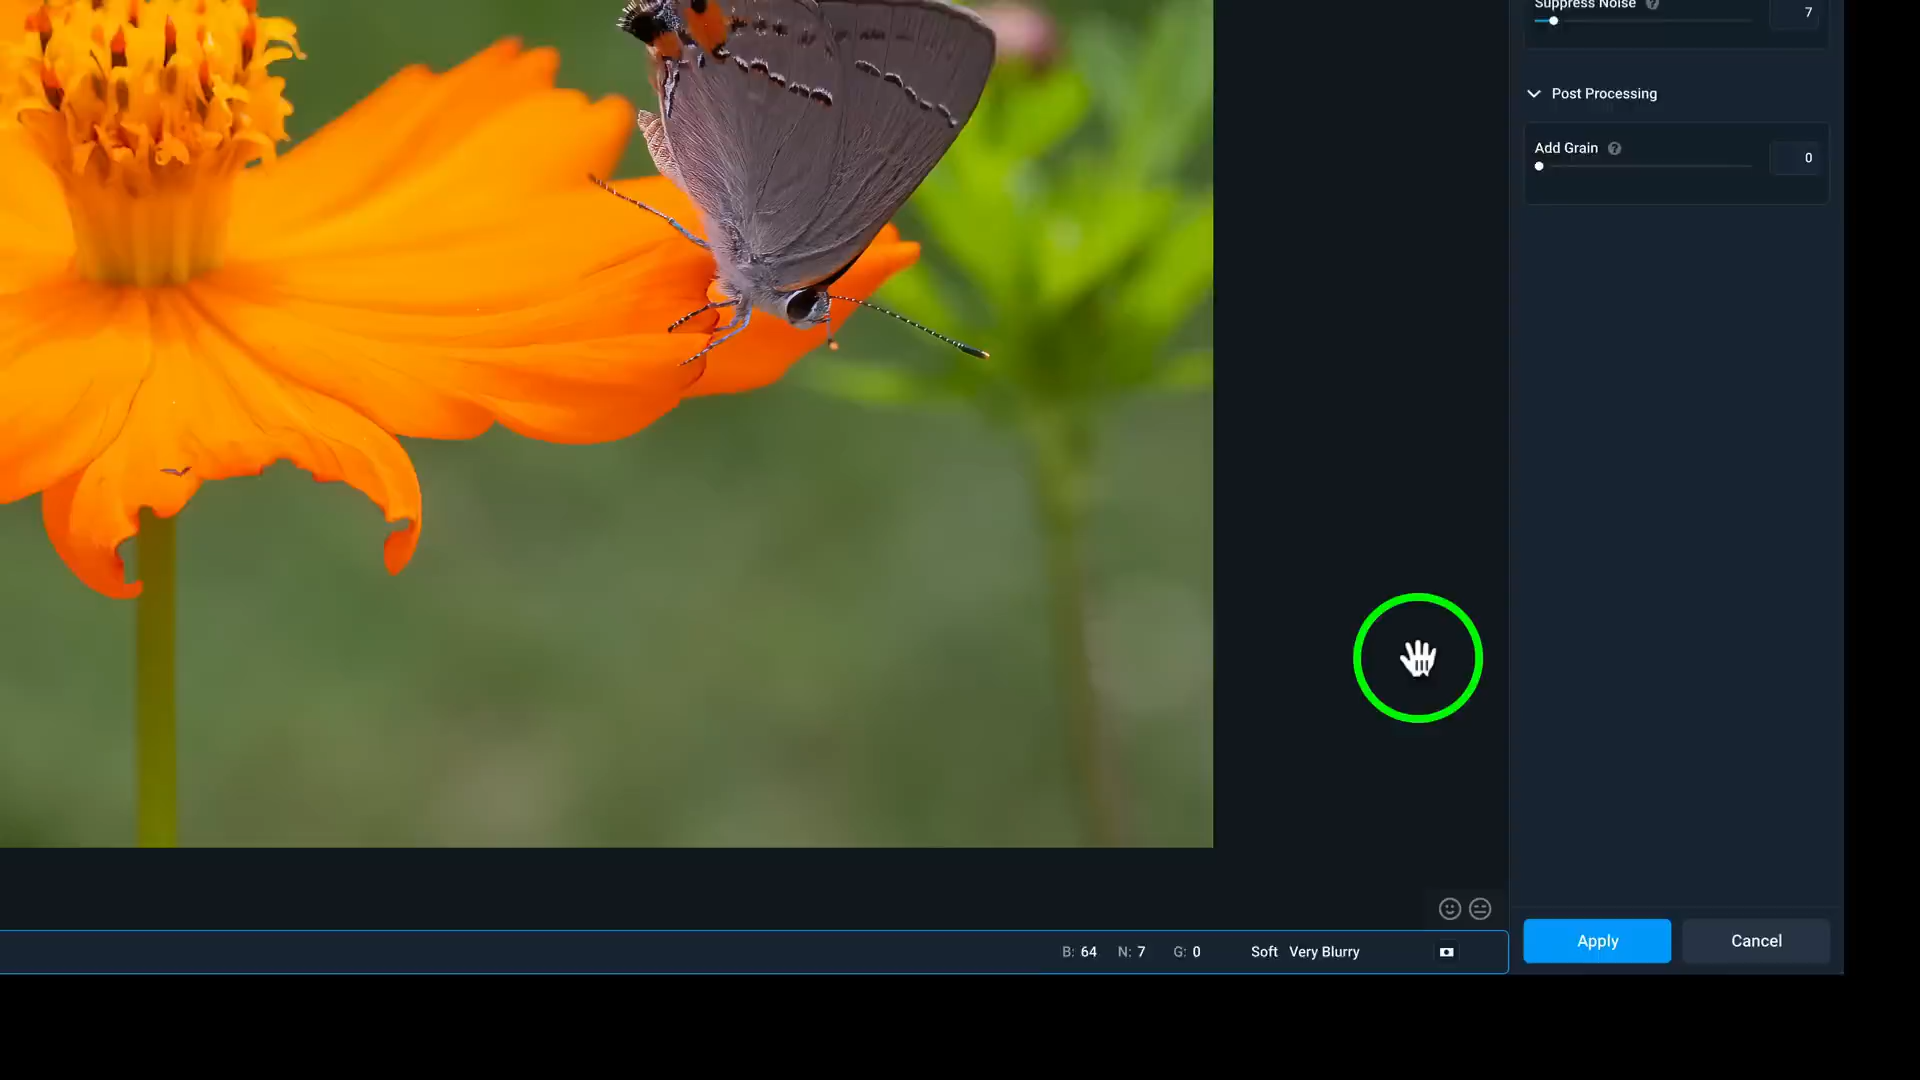 Suppress Noise ? 7
Post Processing
Add Grain ? 0
B: 64 N: 7 G: 0 Soft Very Blurry
Apply Cancel